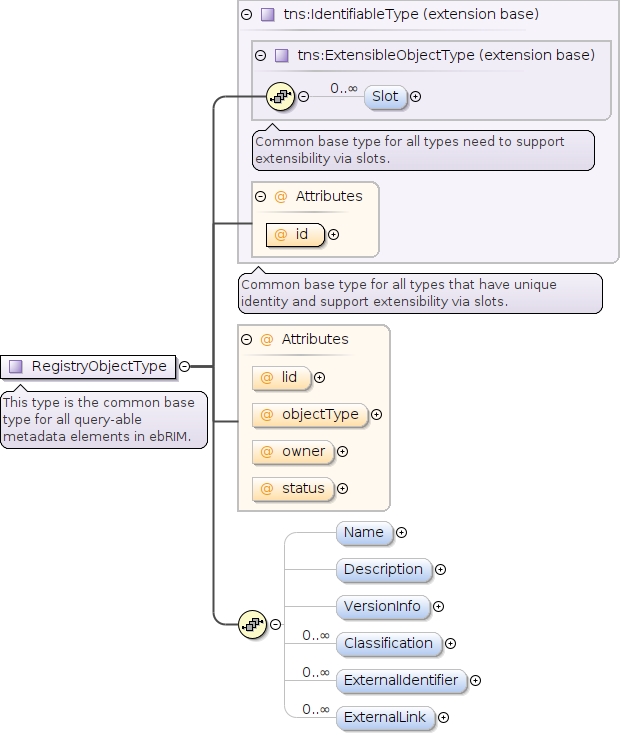 tns:IdentifiableType (extension base)
tns:ExtensibleObjectType (extension base)
0..∞
Slot
Common base type for all types need to support
extensibility via slots.
@ Attributes
@ id
Common base type for all types that have unique
identity and support extensibility via slots.
RegistryObjectType
This type is the common base
type for all query-able
metadata elements in ebRIM.
@ Attributes
@ lid
@ objectType
@ owner
@ status
Name
Description
VersionInfo
0..∞ Classification
0..∞ ExternalIdentifier
0..∞ ExternalLink